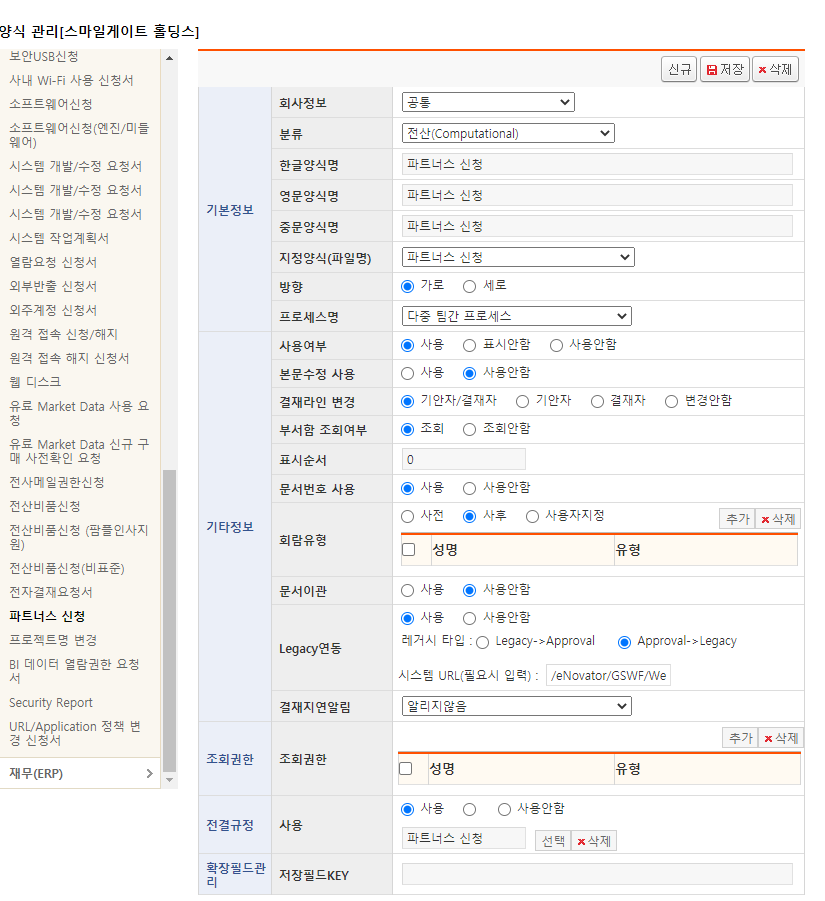 양식 관리[스마일게이트 홀딩스]
보안USB신청
사내 Wi-Fi 사용 신청서
소프트웨어신청
소프트웨어신청(엔진/미들
웨어)
시스템 개발/수정 요청서
시스템 개발/수정 요청서
시스템 개발/수정 요청서
시스템 작업계획서
열람요청 신청서
외부반출 신청서
외주계정 신청서
원격 접속 신청/해지
원격 접속 해지 신청서
웹 디스크
유료 Market Data 사용 요
청
유료 Market Data 신규 구
매 사전확인 요청
전사메일권한신청
전산비품신청
전산비품신청 (팜플인사지
원)
전산비품신청(비표준)
전자결재요청서
파트너스 신청
프로젝트명 변경
BI 데이터 열람권한 요청
서
Security Report
URL/Application 정책 변
경 신청서
재무(ERP)
신규 저장 삭제
기본정보
회사정보 공통
분류 전산(Computational)
한글양식명 파트너스 신청
영문양식명 파트너스 신청
중문양식명 파트너스 신청
지정양식(파일명) 파트너스 신청
방향 가로 세로
프로세스명 다중 팀간 프로세스
기타정보
사용여부 사용 표시안함 사용안함
본문수정 사용 사용 사용안함
결재라인 변경 기안자/결재자 기안자 결재자 변경안함
부서함 조회여부 조회 조회안함
표시순서 0
문서번호 사용 사용 사용안함
회람유형 사전 사후 사용자지정 추가 삭제
성명 유형
문서이관 사용 사용안함
Legacy연동 사용 사용안함
레거시 타입 : Legacy->Approval Approval->Legacy
시스템 URL(필요시 입력) : /eNovator/GSWF/We
결재지연알림 알리지않음
조회권한
조회권한 추가 삭제
성명 유형
전결규정
사용 사용 사용안함
파트너스 신청 선택 삭제
확장필드관
리
저장필드KEY